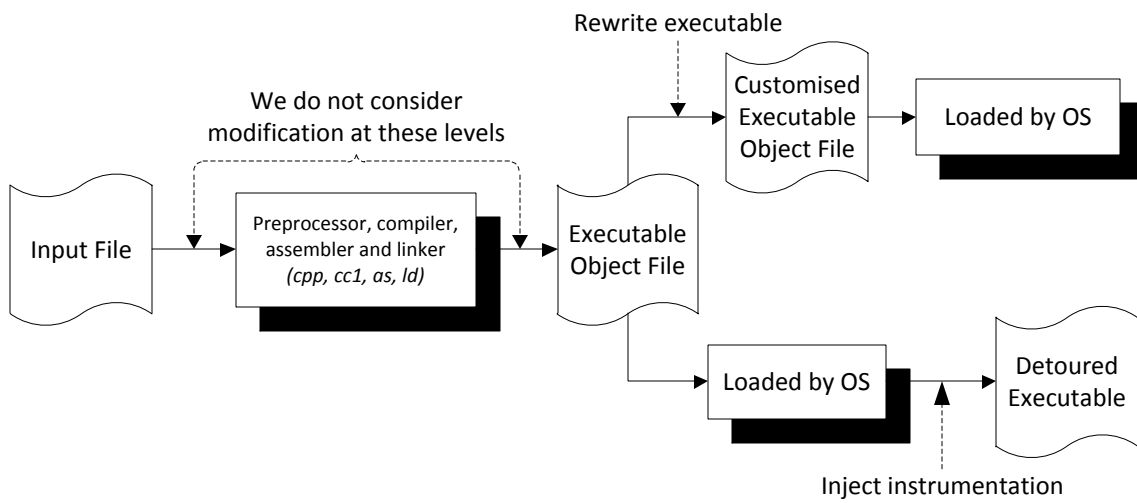 Rewrite executable
We do not consider
modification at these levels
Input File
Preprocessor, compiler,
assembler and linker
(cpp, cc1, as, ld)
Executable
Object File
Customised
Executable
Object File
Loaded by OS
Loaded by OS
Detoured
Executable
Inject instrumentation